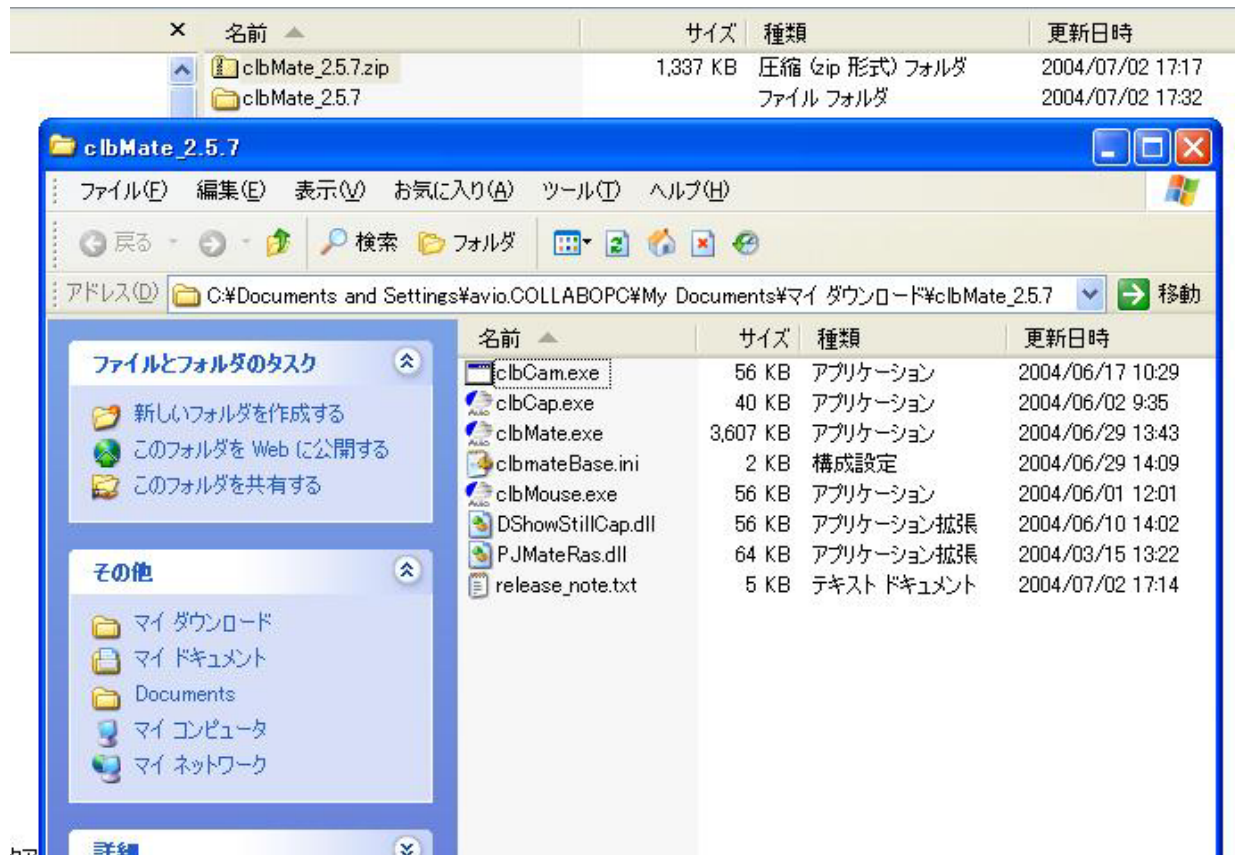 名前 サイズ 種類 更新日時
clbMate_2.5.7.zip 1,337 KB 圧縮 (zip 形式) フォルダ 2004/07/02 17:17
clbMate_2.5.7 ファイル フォルダ 2004/07/02 17:32
clbMate_2.5.7
ファイル(F) 編集(E) 表示(V) お気に入り(A) ツール(T) ヘルプ(H)
戻る 検索 フォルダ
アドレス(D) C:¥Documents and Settings¥avio.COLLABOPC¥My Documents¥マイ ダウンロード¥clbMate_2.5.7 移動
ファイルとフォルダのタスク
新しいフォルダを作成する
このフォルダを Web に公開する
このフォルダを共有する
その他
マイ ダウンロード
マイ ドキュメント
Documents
マイ コンピュータ
マイ ネットワーク
詳細
名前 サイズ 種類 更新日時
clbCam.exe 56 KB アプリケーション 2004/06/17 10:29
clbCap.exe 40 KB アプリケーション 2004/06/02 9:35
clbMate.exe 3,607 KB アプリケーション 2004/06/29 13:43
clbmateBase.ini 2 KB 構成設定 2004/06/29 14:09
clbMouse.exe 56 KB アプリケーション 2004/06/01 12:01
DShowStillCap.dll 56 KB アプリケーション拡張 2004/06/10 14:02
PJMateRas.dll 64 KB アプリケーション拡張 2004/03/15 13:22
release_note.txt 5 KB テキスト ドキュメント 2004/07/02 17:14